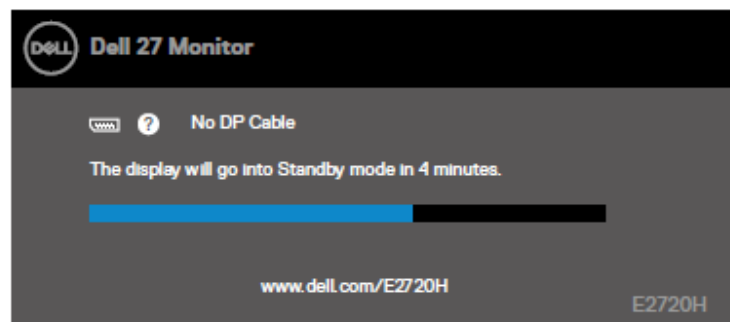 DELL Dell 27 Monitor
? No DP Cable
The display will go into Standby mode in 4 minutes.
www.dell.com/E2720H
E2720H